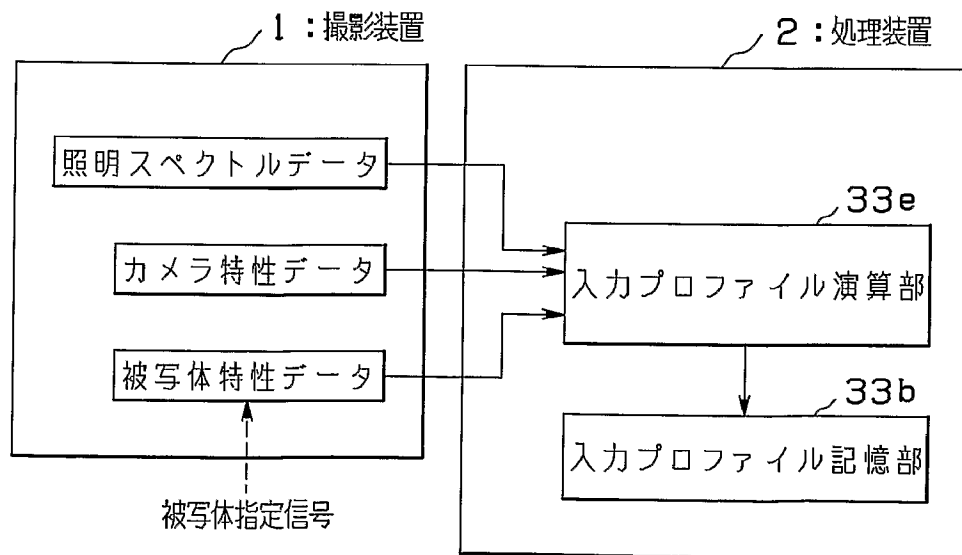 1：撮影装置
2：処理装置
照明スペクトルデータ
33e
カメラ特性データ
入力プロファイル演算部
被写体特性データ
33b
入力プロファイル記憶部
被写体指定信号